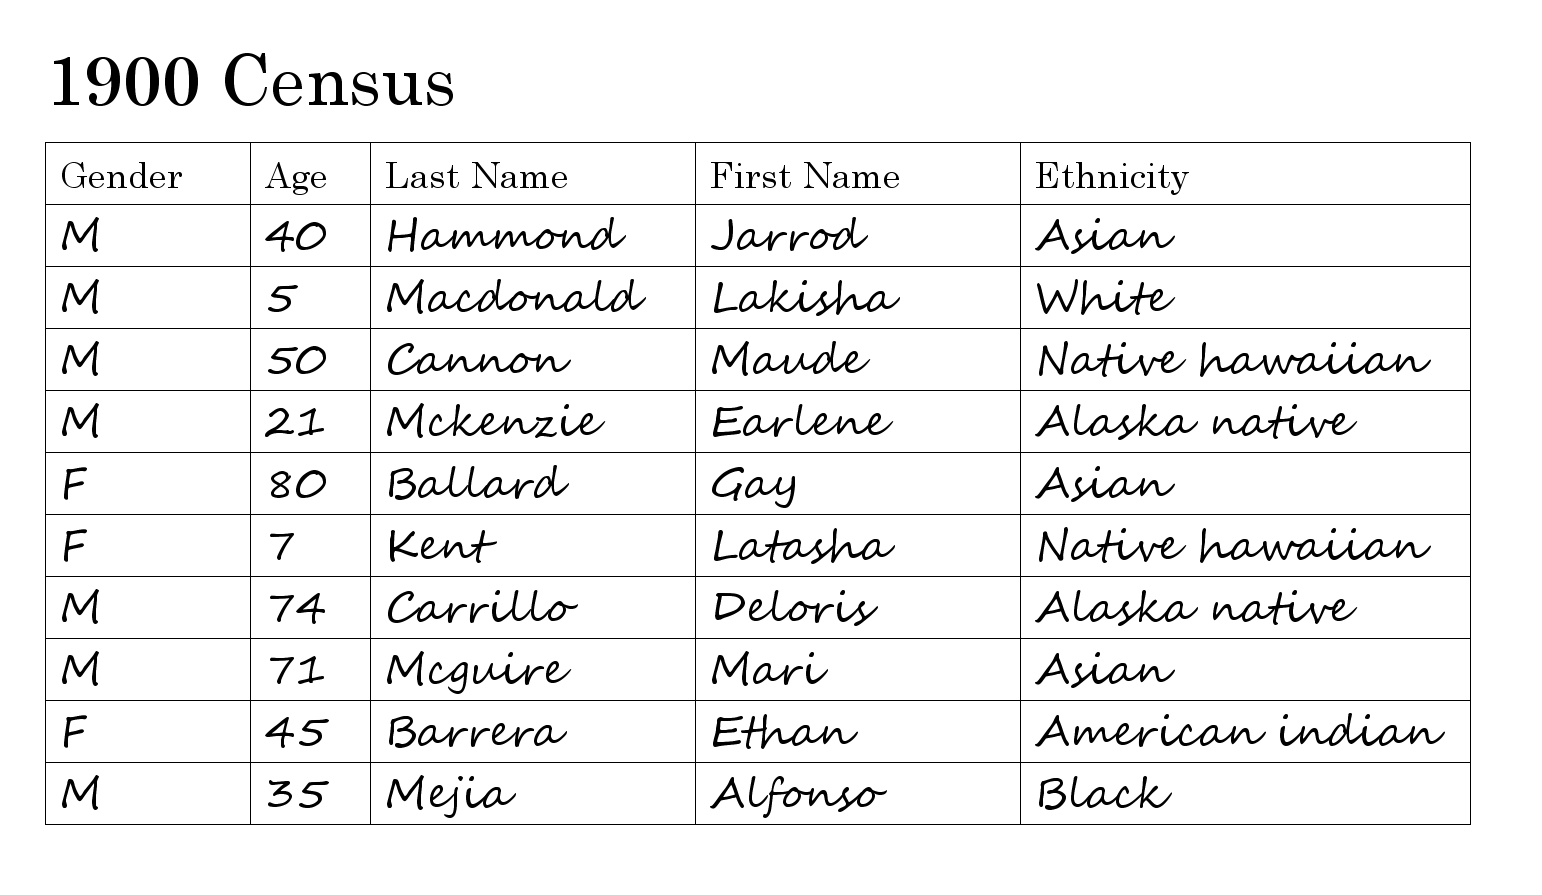 1900 Census
Gender Age Last Name First Name Ethnicity
M 40 Hammond Jarrod Asian
M 5 Macdonald Lakisha White
M 50 Cannon Maude Native hawaiian
M 21 Mckenzie Earlene Alaska native
F 80 Ballard Gay Asian
F 7 Kent Latasha Native hawaiian
M 74 Carrillo Deloris Alaska native
M 71 Mcguire Mari Asian
F 45 Barrera Ethan American indian
M 35 Mejia Alfonso Black